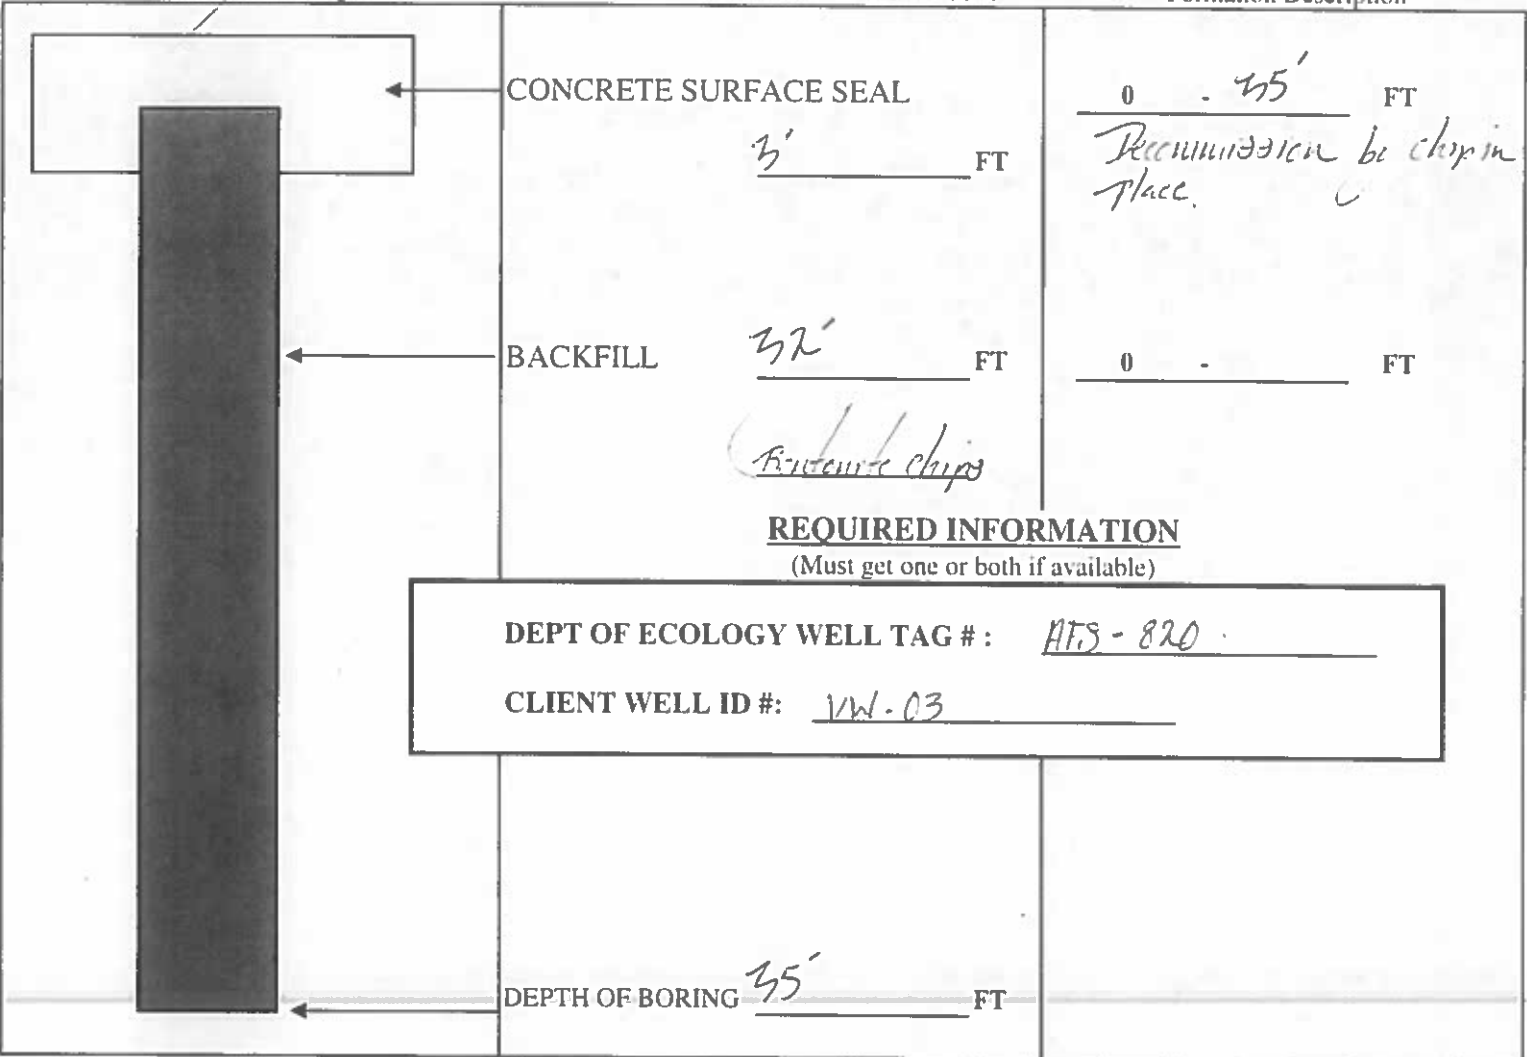 Formation Description
CONCRETE SURFACE SEAL
3' FT
0 - 35' FT
Decommission be chip in
place.
BACKFILL 32' FT
0 - FT
Bentonite chips
REQUIRED INFORMATION
(Must get one or both if available)
DEPT OF ECOLOGY WELL TAG # : AFS - 820
CLIENT WELL ID #: VW-03
DEPTH OF BORING 35' FT